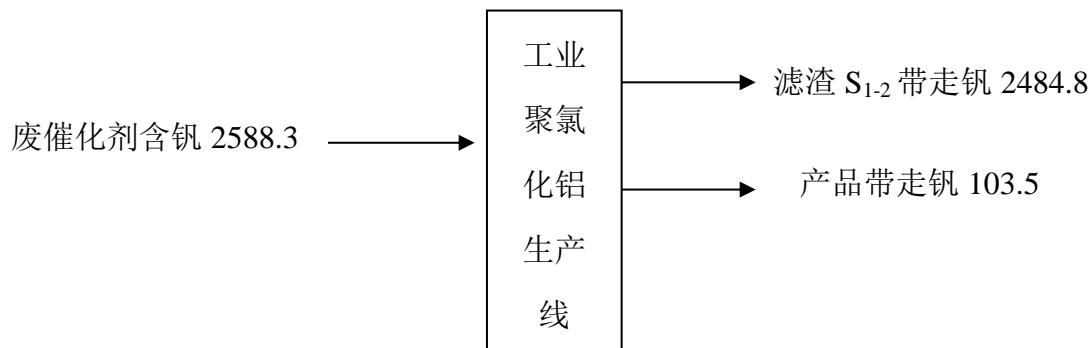 废催化剂含钒 2588.3
工业
聚氯
化铝
生产
线
滤渣 S1-2 带走钒 2484.8
产品带走钒 103.5